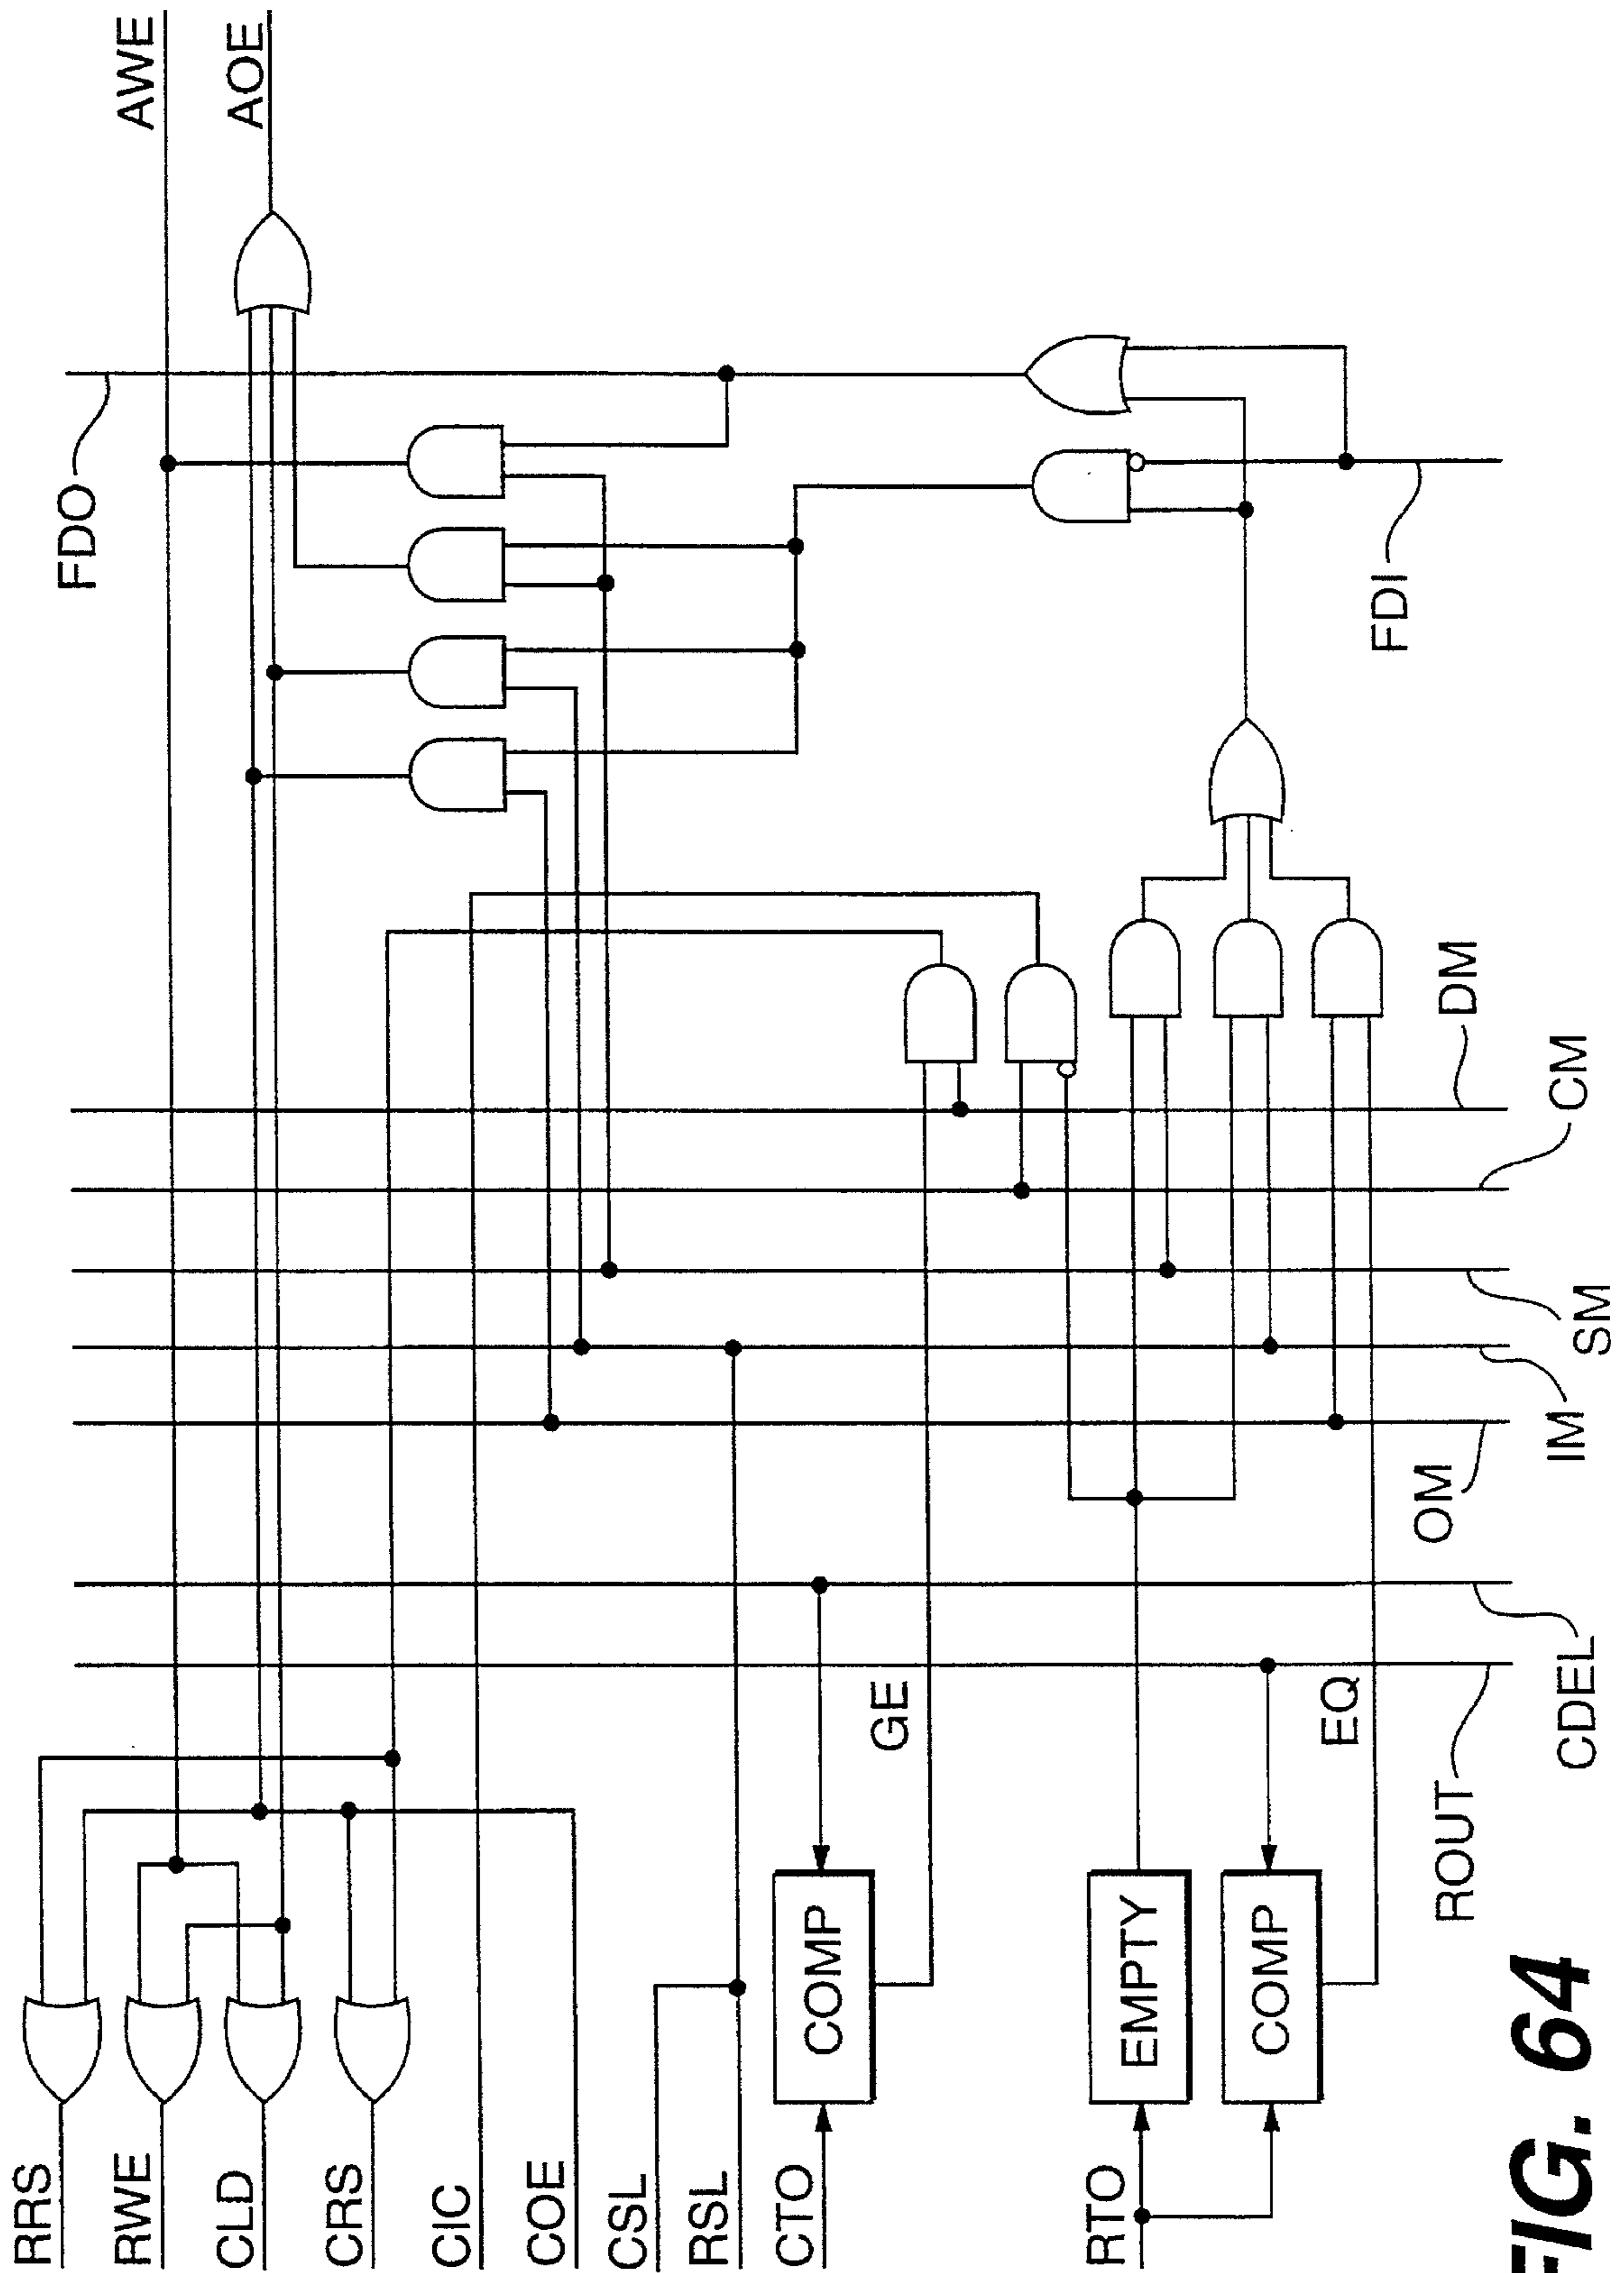 AWE
AOE
FDO
FDI
DM
CM
SM
IM
OM
CDEL
ROUT
GE
EQ
COMP
EMPTY
COMP
RRS
RWE
CLD
CRS
CIC
COE
CSL
RSL
CTO
RTO
FIG. 64